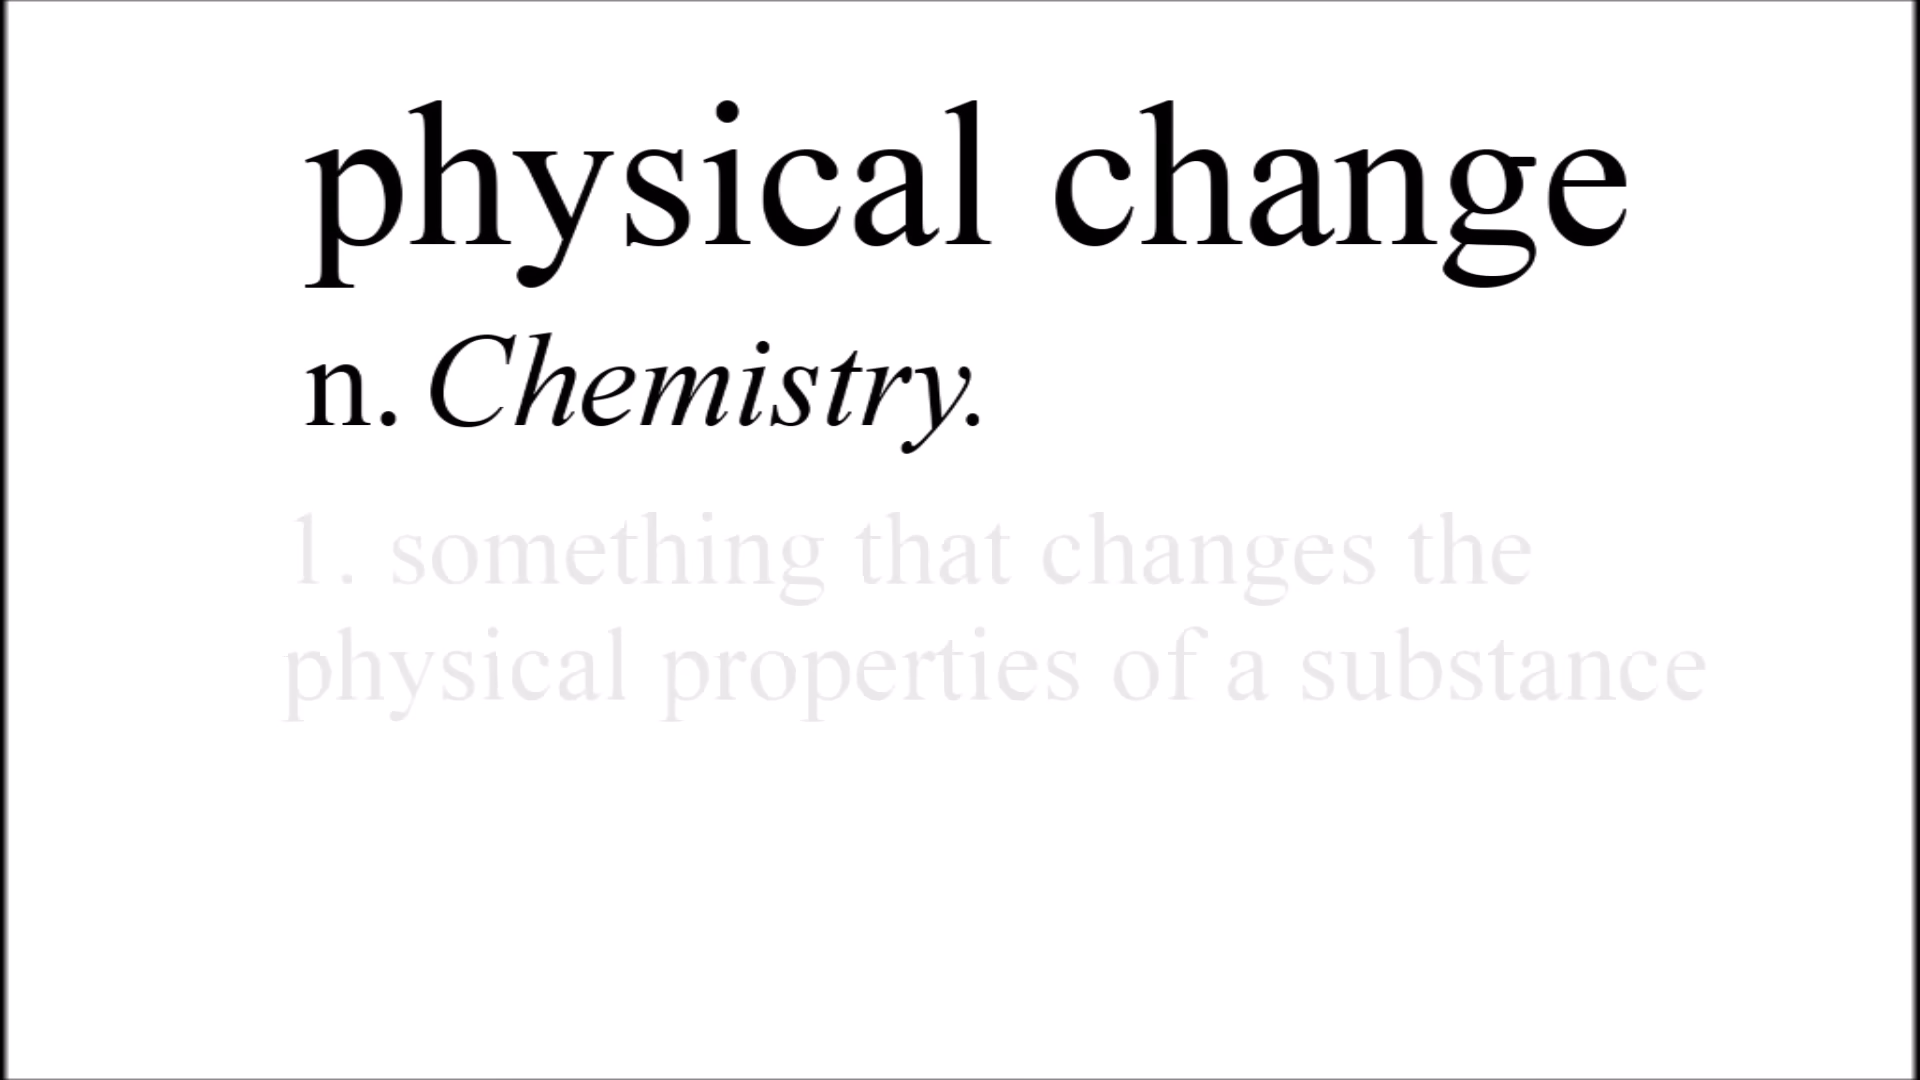 physical change
n. Chemistry.
1. something that changes the
physical properties of a substance